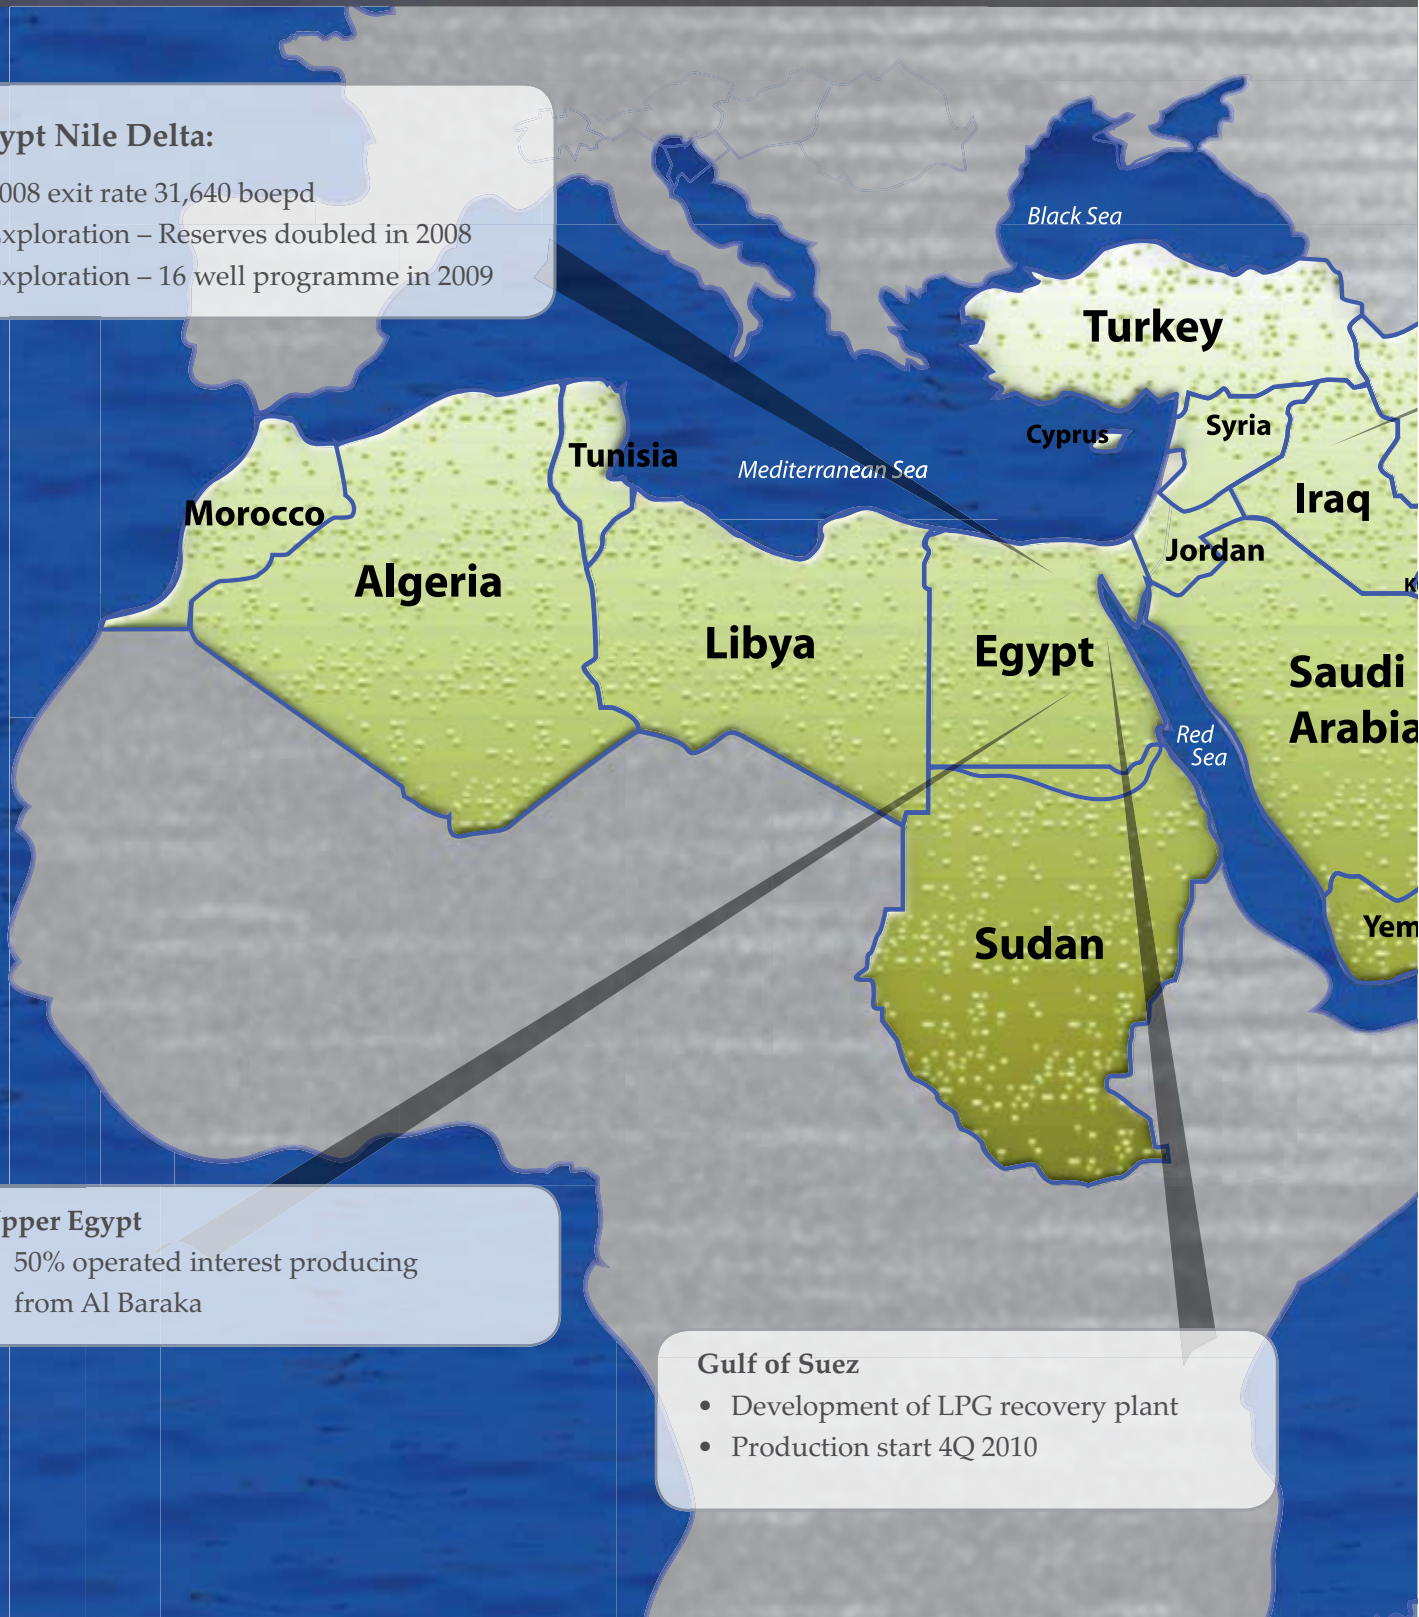 ypt Nile Delta:
008 exit rate 31,640 boepd
xploration – Reserves doubled in 2008
xploration – 16 well programme in 2009
Black Sea
Turkey
Cyprus
Syria
Tunisia
Mediterranean Sea
Morocco
Iraq
Jordan
Algeria
K
Libya
Egypt
Saudi
Arabia
Red
Sea
Sudan
Yem
pper Egypt
50% operated interest producing
from Al Baraka
Gulf of Suez
• Development of LPG recovery plant
• Production start 4Q 2010